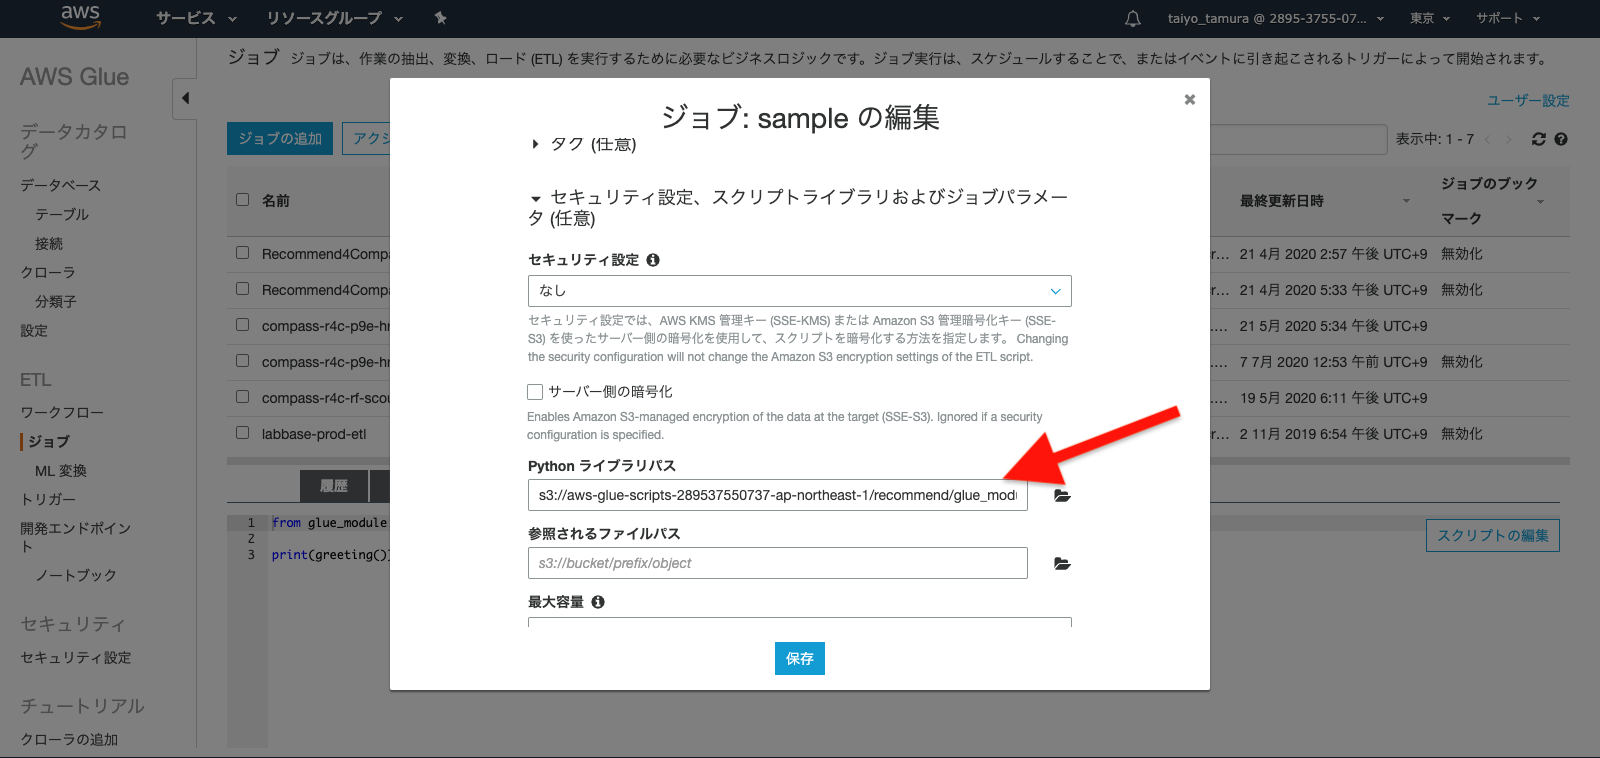 aws
サービス
リソースグループ
taiyo_tamura @ 2895-3755-07...
東京
サポート
AWS Glue
データカタロ
グ
データベース
テーブル
接続
クローラ
分類子
設定
ETL
ワークフロー
ジョブ
ML 変換
トリガー
開発エンドポイン
ト
ノートブック
セキュリティ
セキュリティ設定
チュートリアル
クローラの追加
ジョブ ジョブは、作業の抽出、変換、ロード (ETL) を実行するために必要なビジネスロジックです。ジョブ実行は、スケジュールすることで、またはイベントに引き起こされるトリガーによって開始されます。
ユーザー設定
ジョブの追加
アクシ
表示中: 1 - 7
名前
最終更新日時
ジョブのブック
マーク
Recommend4Compa
r... 21 4月 2020 2:57 午後 UTC+9 無効化
Recommend4Compa
.... 21 4月 2020 5:33 午後 UTC+9 無効化
compass-r4c-p9e-hr
.... 21 5月 2020 5:34 午後 UTC+9 無効化
compass-r4c-p9e-hr
.... 7 7月 2020 12:53 午前 UTC+9 無効化
compass-r4c-rf-scou
.... 19 5月 2020 6:11 午後 UTC+9 無効化
labbase-prod-etl
r... 2 11月 2019 6:54 午後 UTC+9 無効化
履歴
スクリプトの編集
1 from glue_module
2
3 print(greeting())
ジョブ: sample の編集
タグ (任意)
セキュリティ設定、スクリプトライブラリおよびジョブパラメー
タ (任意)
セキュリティ設定
なし
セキュリティ設定では、AWS KMS 管理キー (SSE-KMS) または Amazon S3 管理暗号化キー (SSE-
S3) を使ったサーバー側の暗号化を使用して、スクリプトを暗号化する方法を指定します。 Changing
the security configuration will not change the Amazon S3 encryption settings of the ETL script.
サーバー側の暗号化
Enables Amazon S3-managed encryption of the data at the target (SSE-S3). Ignored if a security
configuration is specified.
Python ライブラリパス
s3://aws-glue-scripts-289537550737-ap-northeast-1/recommend/glue_modu
参照されるファイルパス
s3://bucket/prefix/object
最大容量
保存